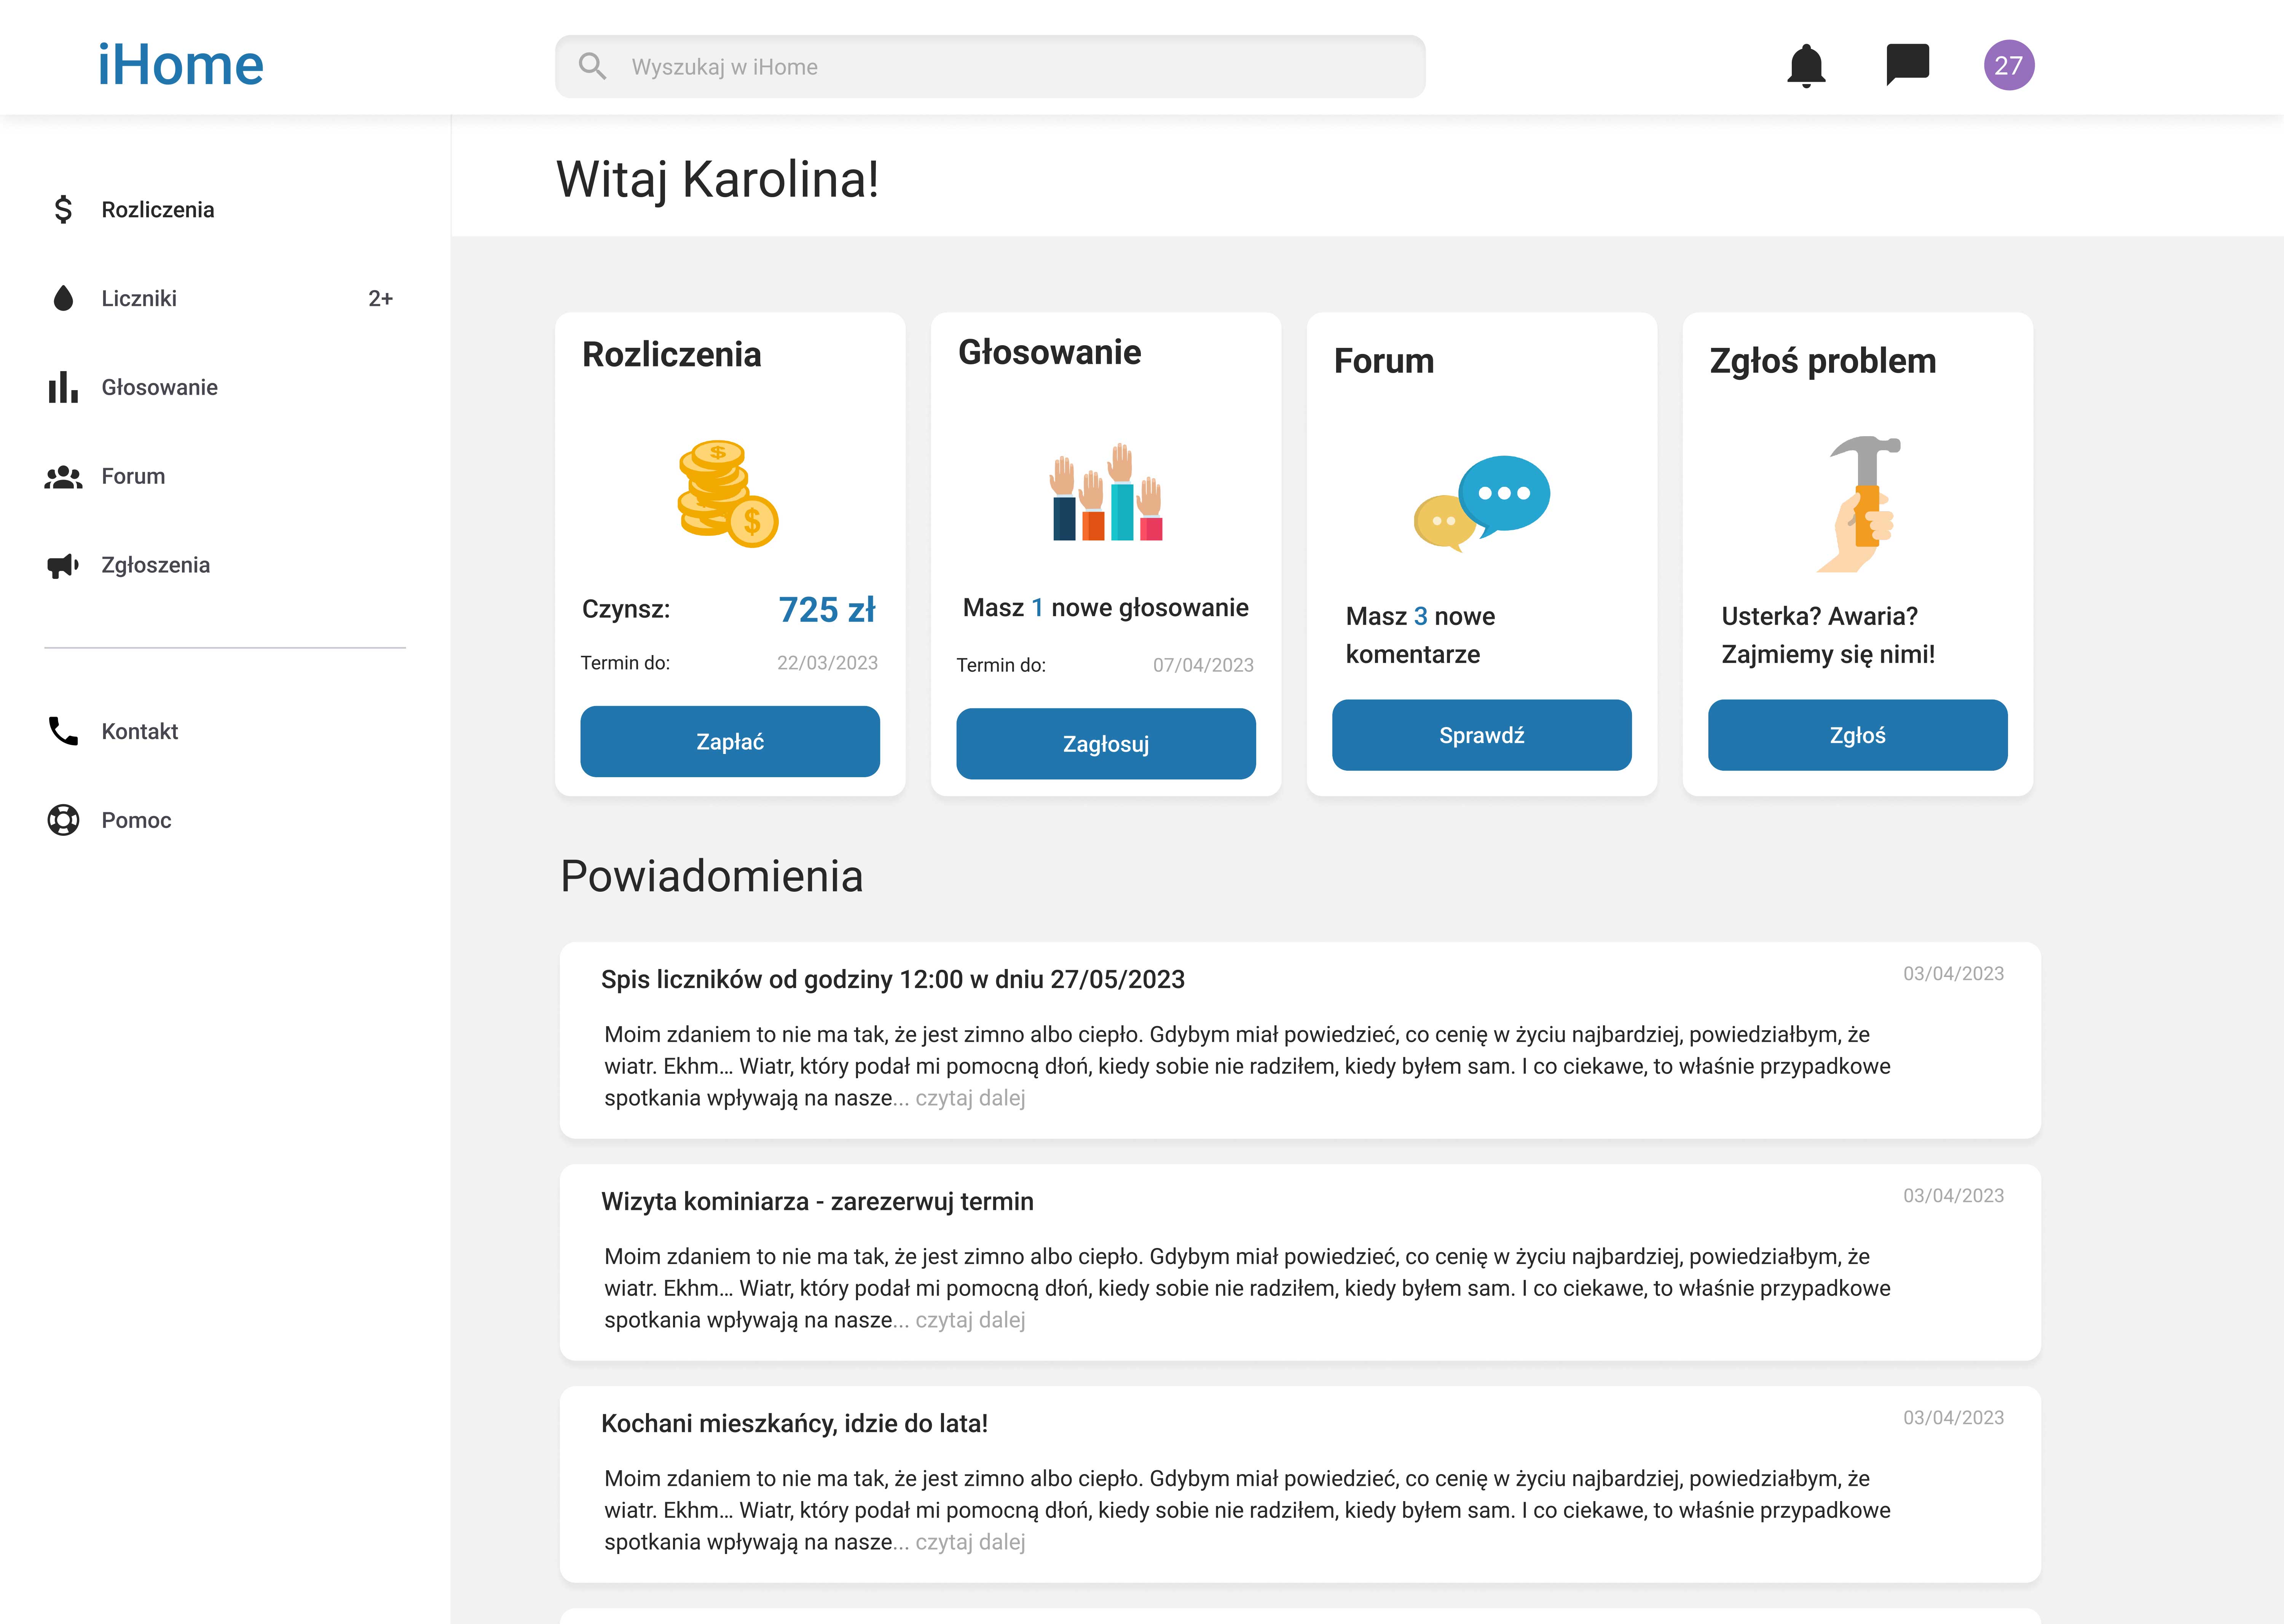 iHome
Wyszukaj w iHome
27
Rozliczenia
Liczniki 2+
Głosowanie
Forum
Zgłoszenia
Kontakt
Pomoc
Witaj Karolina!
Rozliczenia
$
$
Czynsz: 725 zł
Termin do: 22/03/2023
Zapłać
Głosowanie
Masz 1 nowe głosowanie
Termin do: 07/04/2023
Zagłosuj
Forum
Masz 3 nowe
komentarze
Sprawdź
Zgłoś problem
Usterka? Awaria?
Zajmiemy się nimi!
Zgłoś
Powiadomienia
Spis liczników od godziny 12:00 w dniu 27/05/2023
03/04/2023
Moim zdaniem to nie ma tak, że jest zimno albo ciepło. Gdybym miał powiedzieć, co cenię w życiu najbardziej, powiedziałbym, że
wiatr. Ekhm... Wiatr, który podał mi pomocną dłoń, kiedy sobie nie radziłem, kiedy byłem sam. I co ciekawe, to właśnie przypadkowe
spotkania wpływają na nasze... czytaj dalej
Wizyta kominiarza - zarezerwuj termin
03/04/2023
Moim zdaniem to nie ma tak, że jest zimno albo ciepło. Gdybym miał powiedzieć, co cenię w życiu najbardziej, powiedziałbym, że
wiatr. Ekhm... Wiatr, który podał mi pomocną dłoń, kiedy sobie nie radziłem, kiedy byłem sam. I co ciekawe, to właśnie przypadkowe
spotkania wpływają na nasze... czytaj dalej
Kochani mieszkańcy, idzie do lata!
03/04/2023
Moim zdaniem to nie ma tak, że jest zimno albo ciepło. Gdybym miał powiedzieć, co cenię w życiu najbardziej, powiedziałbym, że
wiatr. Ekhm... Wiatr, który podał mi pomocną dłoń, kiedy sobie nie radziłem, kiedy byłem sam. I co ciekawe, to właśnie przypadkowe
spotkania wpływają na nasze... czytaj dalej